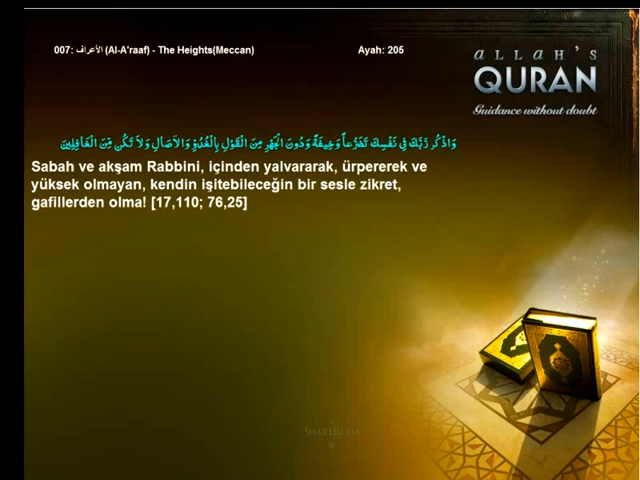 007: الأعراف (Al-A'raaf) - The Heights(Meccan) Ayah: 205
ALLAH'S
QURAN
Guidance without doubt
وَاذْكُر رَّبَّكَ فِي نَفْسِكَ تَضَرُّعاً وَخِيفَةً وَدُونَ الْجَهْرِ مِنَ الْقَوْلِ بِالْغُدُوِّ وَالآصَالِ وَلاَ تَكُن مِّنَ الْغَافِلِينَ
Sabah ve akşam Rabbini, içinden yalvararak, ürpererek ve
yüksek olmayan, kendin işitebileceğin bir sesle zikret,
gafillerden olma! [17,110; 76,25]
SHAREISLAM